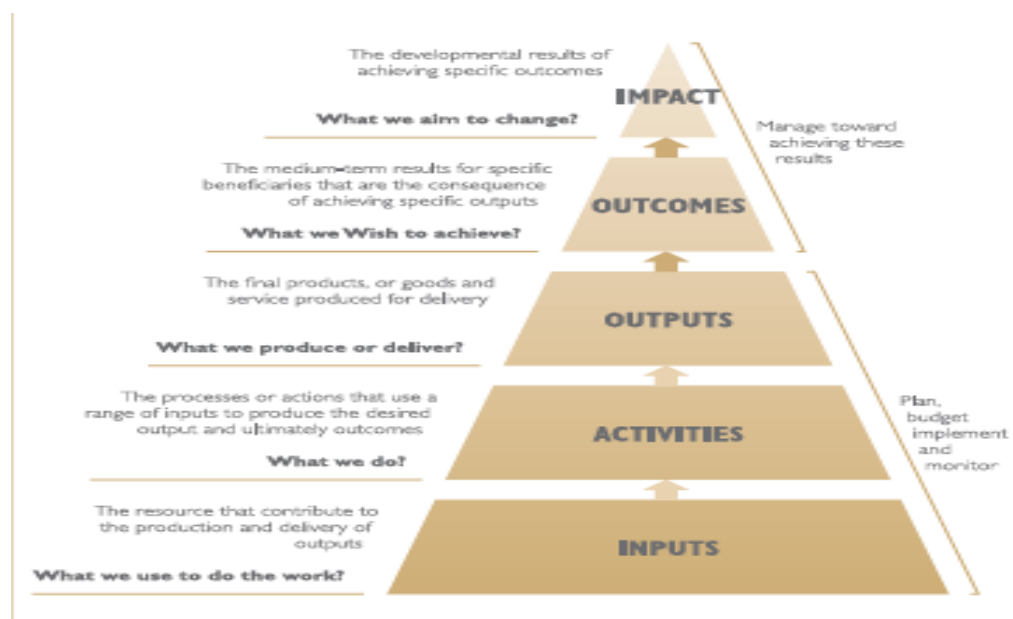 The developmental results of
achieving specific outcomes
IMPACT
What we aim to change?
Manage toward
achieving these
results
The medium-term results for specific
beneficiaries that are the consequence
of achieving specific outputs
OUTCOMES
What we Wish to achieve?
The final products, or goods and
service produced for delivery
OUTPUTS
What we produce or deliver?
The processes or actions that use a
range of inputs to produce the desired
output and ultimately outcomes
ACTIVITIES
What we do?
Plan,
budget
implement
and
monitor
The resource that contribute to
the production and delivery of
outputs
INPUTS
What we use to do the work?